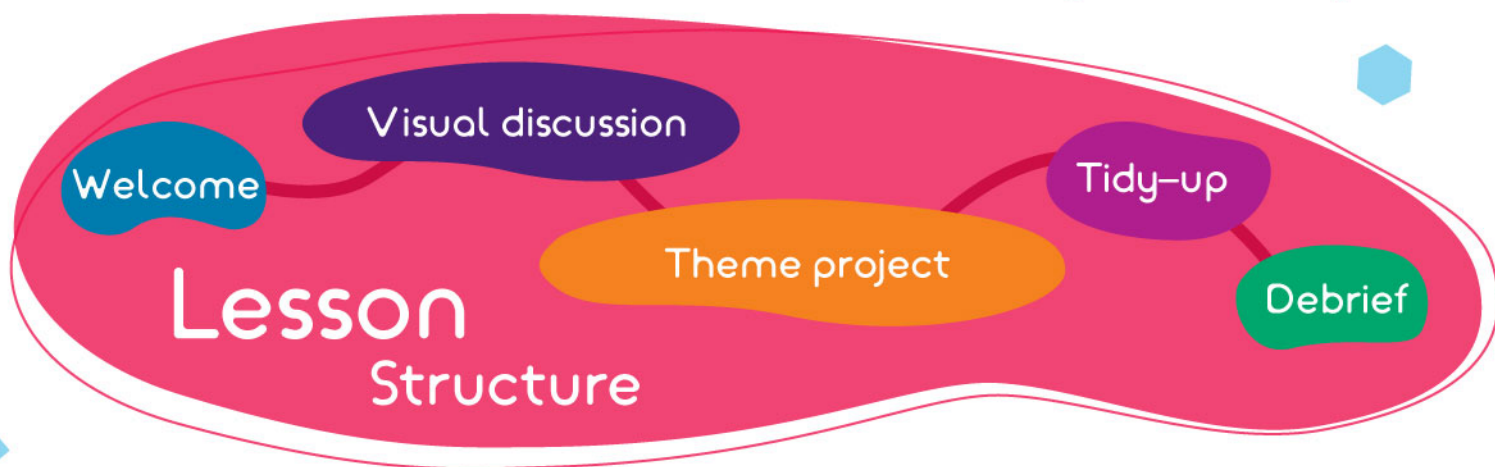 Welcome
Visual discussion
Theme project
Tidy–up
Debrief
Lesson
Structure